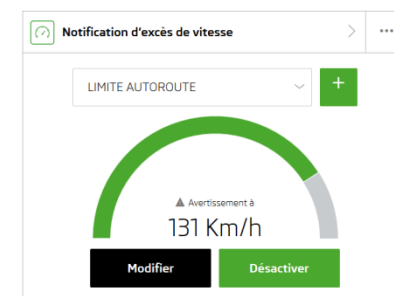 Notification d'excès de vitesse
LIMITE AUTOROUTE
+
Avertissement à
131 Km/h
Modifier
Désactiver